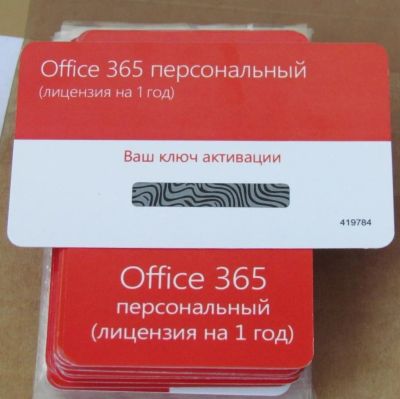 Office 365 персональный
(лицензия на 1 год)
Ваш ключ активации
419784
Office 365
персональный
(лицензия на 1 год)